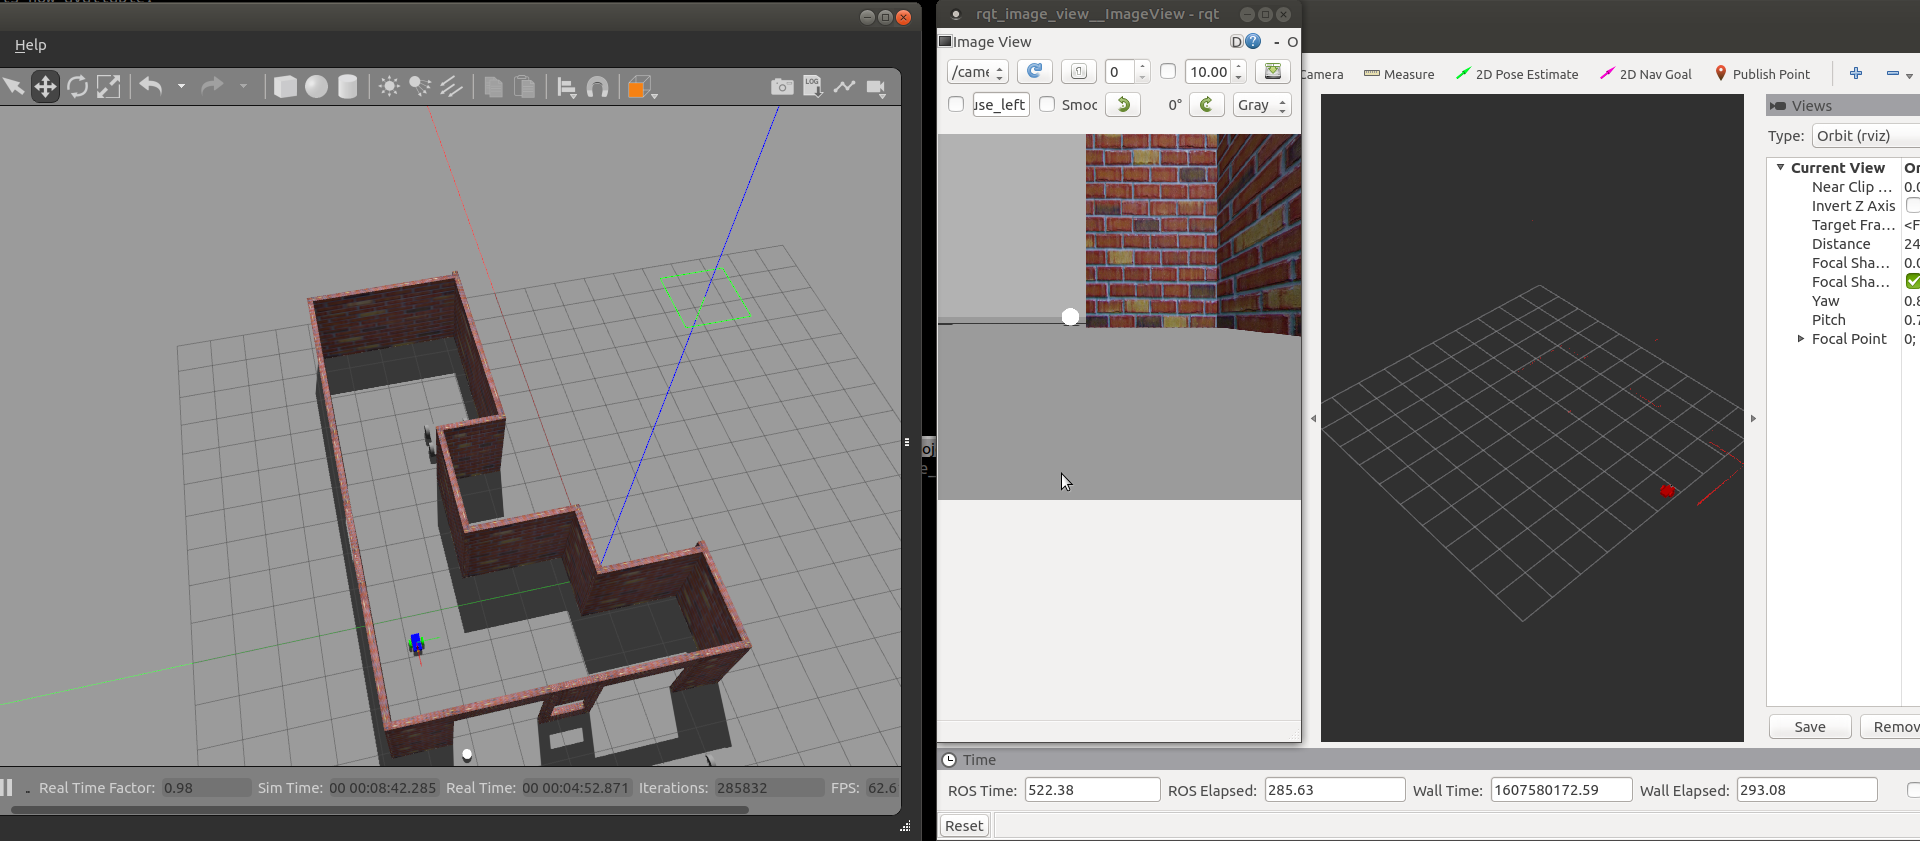 Help
LOG
Real Time Factor: 0.98 Sim Time: 00 00:08:42.285 Real Time: 00 00:04:52.871 Iterations: 285832 FPS: 62.6
rqt_image_view__ImageView - rqt
Image View
D ? - O
/came 0 10.00
use_left Smoc 0° Gray
Camera Measure 2D Pose Estimate 2D Nav Goal Publish Point
Views
Type: Orbit (rviz)
Current View Or
Near Clip ... 0.0
Invert Z Axis
Target Fra... <F
Distance 24
Focal Sha... 0.0
Focal Sha...
Yaw 0.8
Pitch 0.7
Focal Point 0;
Save Remov
Time
ROS Time: 522.38 ROS Elapsed: 285.63 Wall Time: 1607580172.59 Wall Elapsed: 293.08
Reset